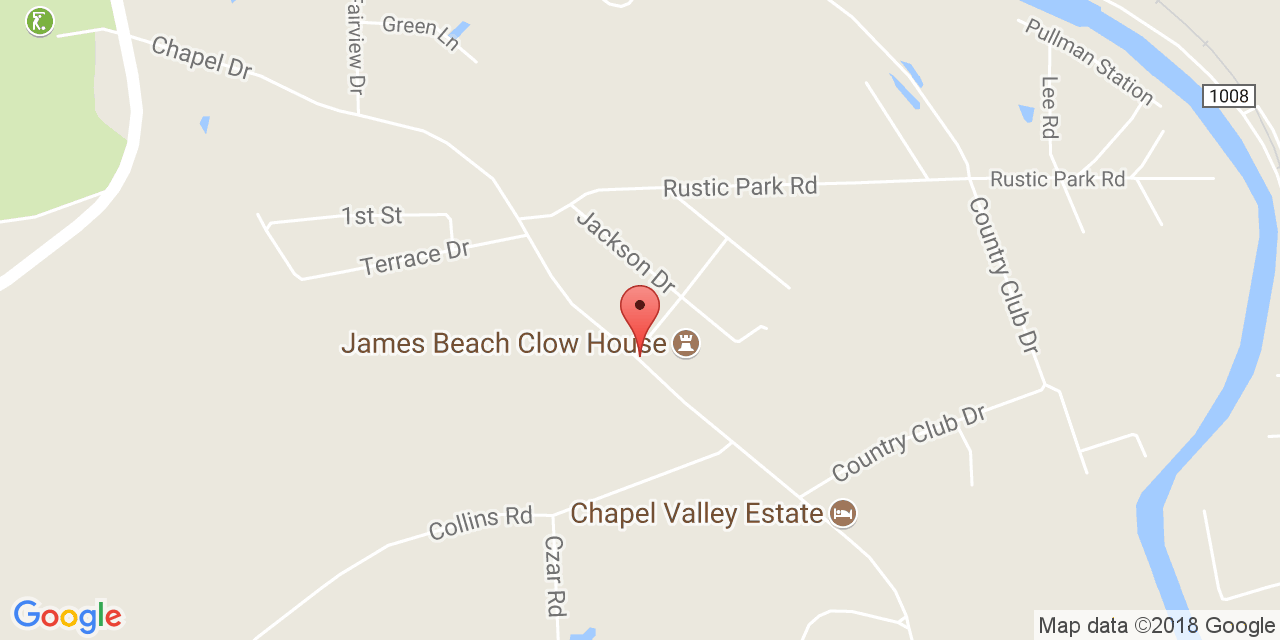 Fairview Dr
Green Ln
Chapel Dr
Pullman Station
1008
Lee Rd
Rustic Park Rd
Rustic Park Rd
1st St
Jackson Dr
Terrace Dr
Country Club Dr
James Beach Clow House
Country Club Dr
Chapel Valley Estate
Collins Rd
Czar Rd
Google
Map data ©2018 Google